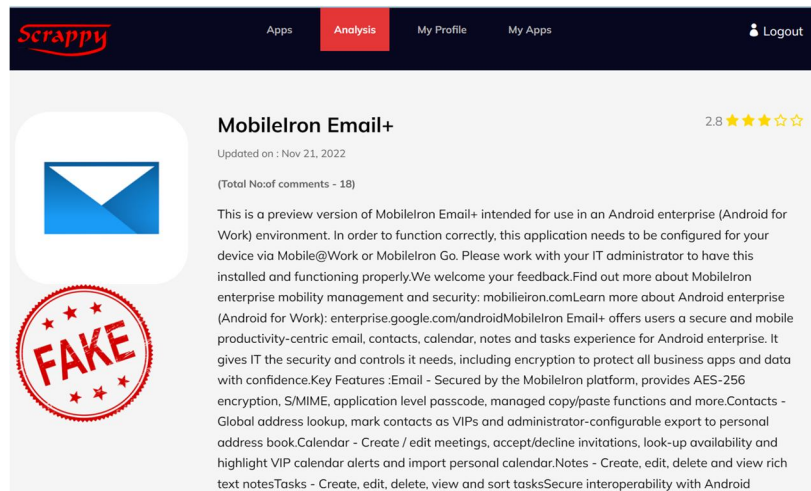 Scrappy
Apps
Analysis
My Profile
My Apps
Logout
MobileIron Email+
2.8
Updated on : Nov 21, 2022
(Total No:of comments - 18)
This is a preview version of MobileIron Email+ intended for use in an Android enterprise (Android for
Work) environment. In order to function correctly, this application needs to be configured for your
device via Mobile@Work or MobileIron Go. Please work with your IT administrator to have this
installed and functioning properly.We welcome your feedback.Find out more about MobileIron
enterprise mobility management and security: mobilieiron.comLearn more about Android enterprise
(Android for Work): enterprise.google.com/androidMobileIron Email+ offers users a secure and mobile
productivity-centric email, contacts, calendar, notes and tasks experience for Android enterprise. It
gives IT the security and controls it needs, including encryption to protect all business apps and data
with confidence.Key Features :Email - Secured by the MobileIron platform, provides AES-256
encryption, S/MIME, application level passcode, managed copy/paste functions and more.Contacts -
Global address lookup, mark contacts as VIPs and administrator-configurable export to personal
address book.Calendar - Create / edit meetings, accept/decline invitations, look-up availability and
highlight VIP calendar alerts and import personal calendar.Notes - Create, edit, delete and view rich
text notesTasks - Create, edit, delete, view and sort tasksSecure interoperability with Android
FAKE